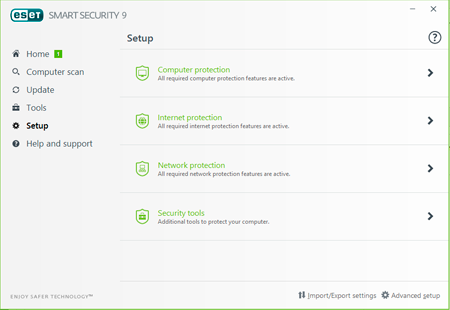 eset SMART SECURITY 9
Home 1
Computer scan
Update
Tools
Setup
Help and support
Setup
?
Computer protection
All required computer protection features are active.
Internet protection
All required internet protection features are active.
Network protection
All required network protection features are active.
Security tools
Additional tools to protect your computer.
ENJOY SAFER TECHNOLOGY™
Import/Export settings
Advanced setup